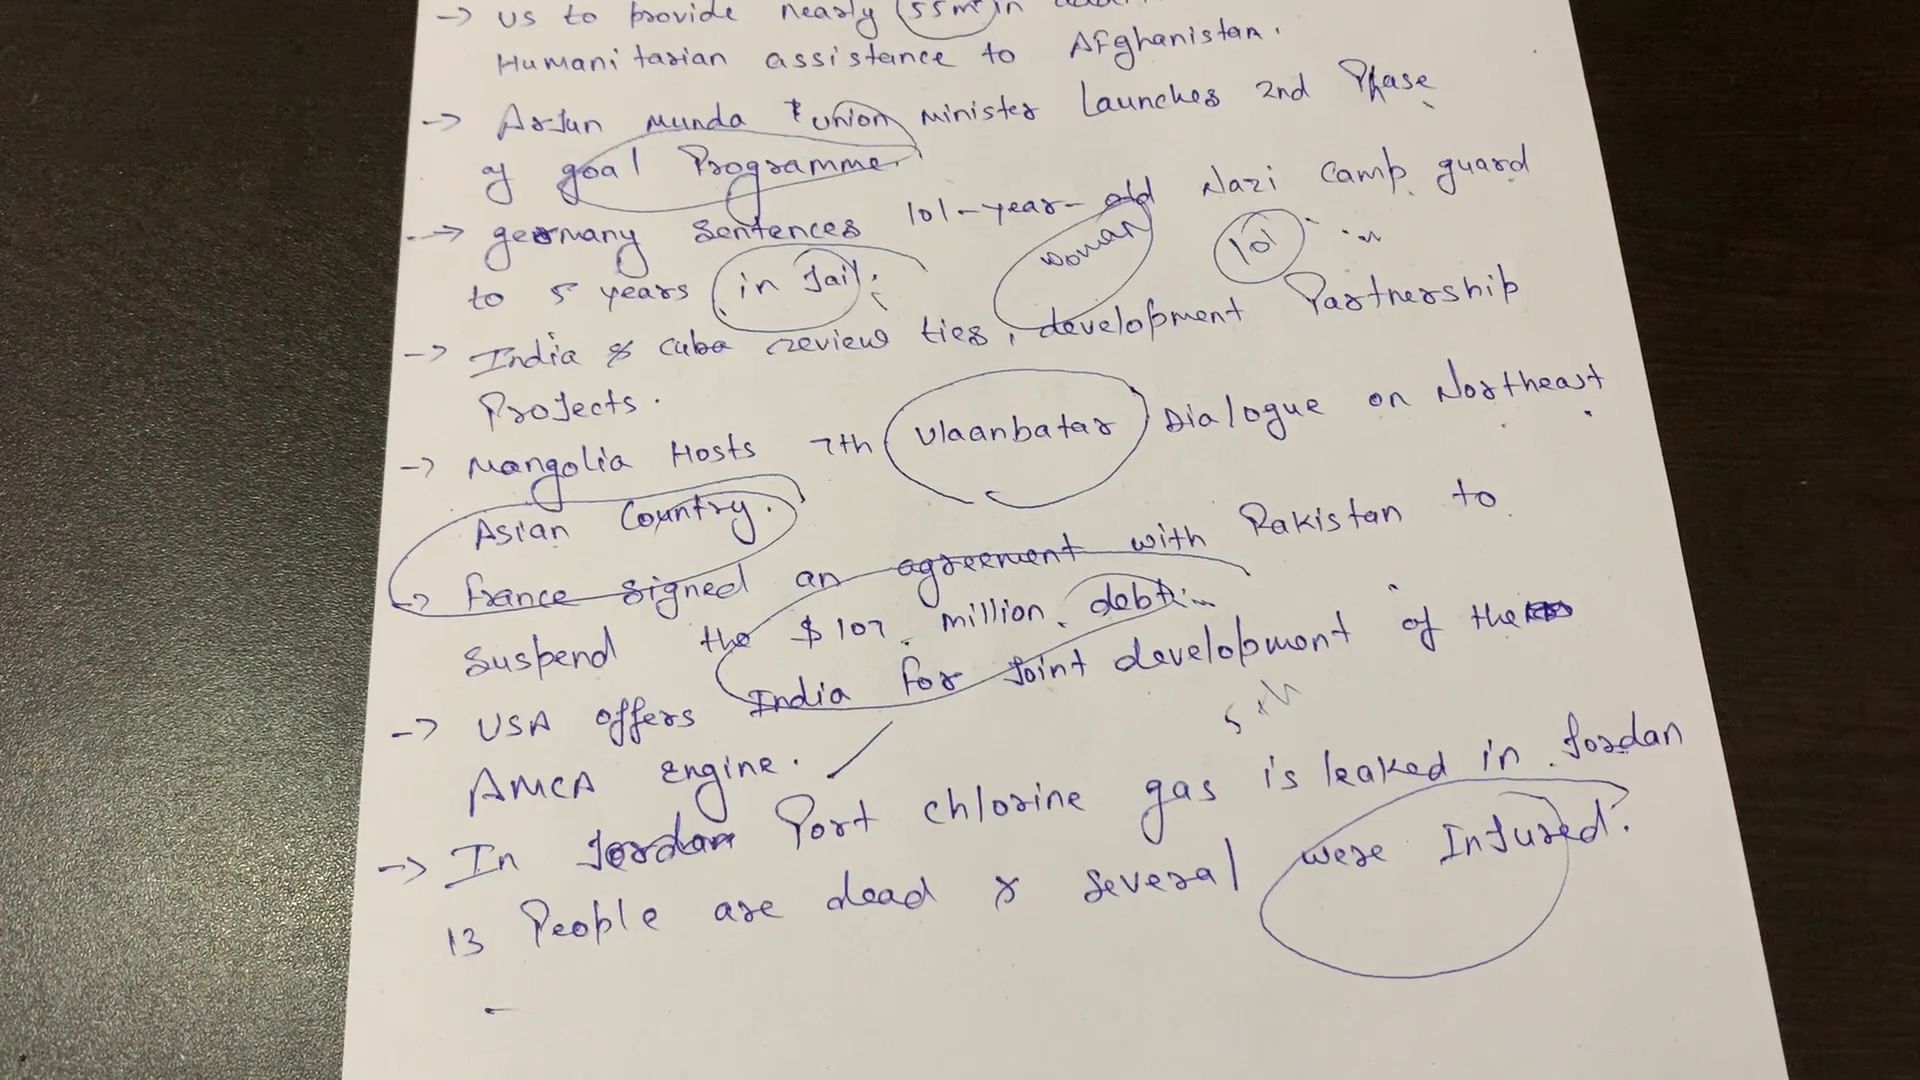 -> US to provide nearly 55m in
Humanitarian assistance to Afghanistan.
-> Arjun munda union minister launches 2nd Phase
of goal Programme.
-> germany sentences 101-year-old Nazi camp guard
to 5 years in Jail. woman 101
-> India & cuba review ties, development Partnership
Projects.
-> Mangolia Hosts 7th Ulaanbatar Dialogue on Northeast
Asian Country.
-> france signed an agreement with Pakistan to
suspend the $107 million debt.
-> USA offers India for Joint development of the
AMCA Engine.
-> In Jordan Port chlorine gas is leaked in Jordan
13 People are dead & several were Injured.